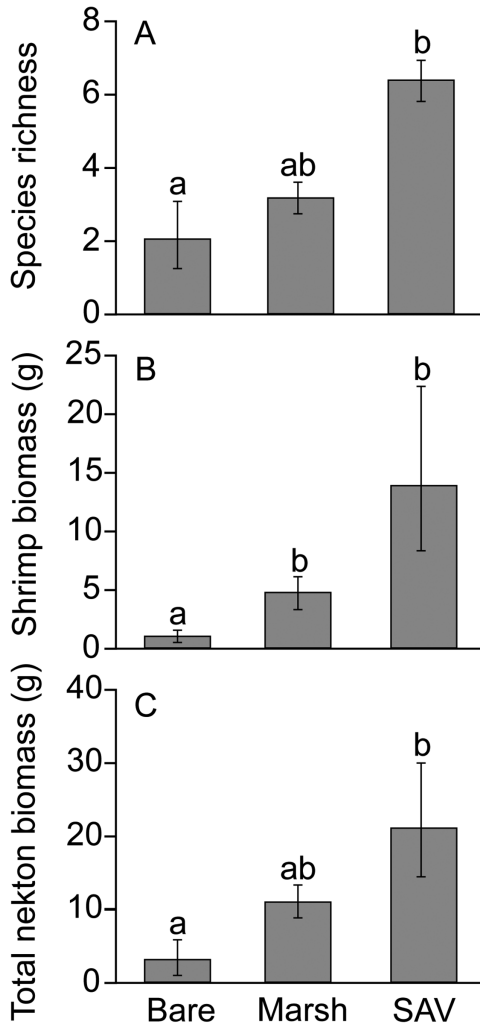 8
A
b
6
ab
4
a
2
0
Species richness
25
B
b
20
15
10
b
5
a
0
Shrimp biomass (g)
40
C
b
30
20
ab
10
a
0
Total nekton biomass (g)
Bare Marsh SAV